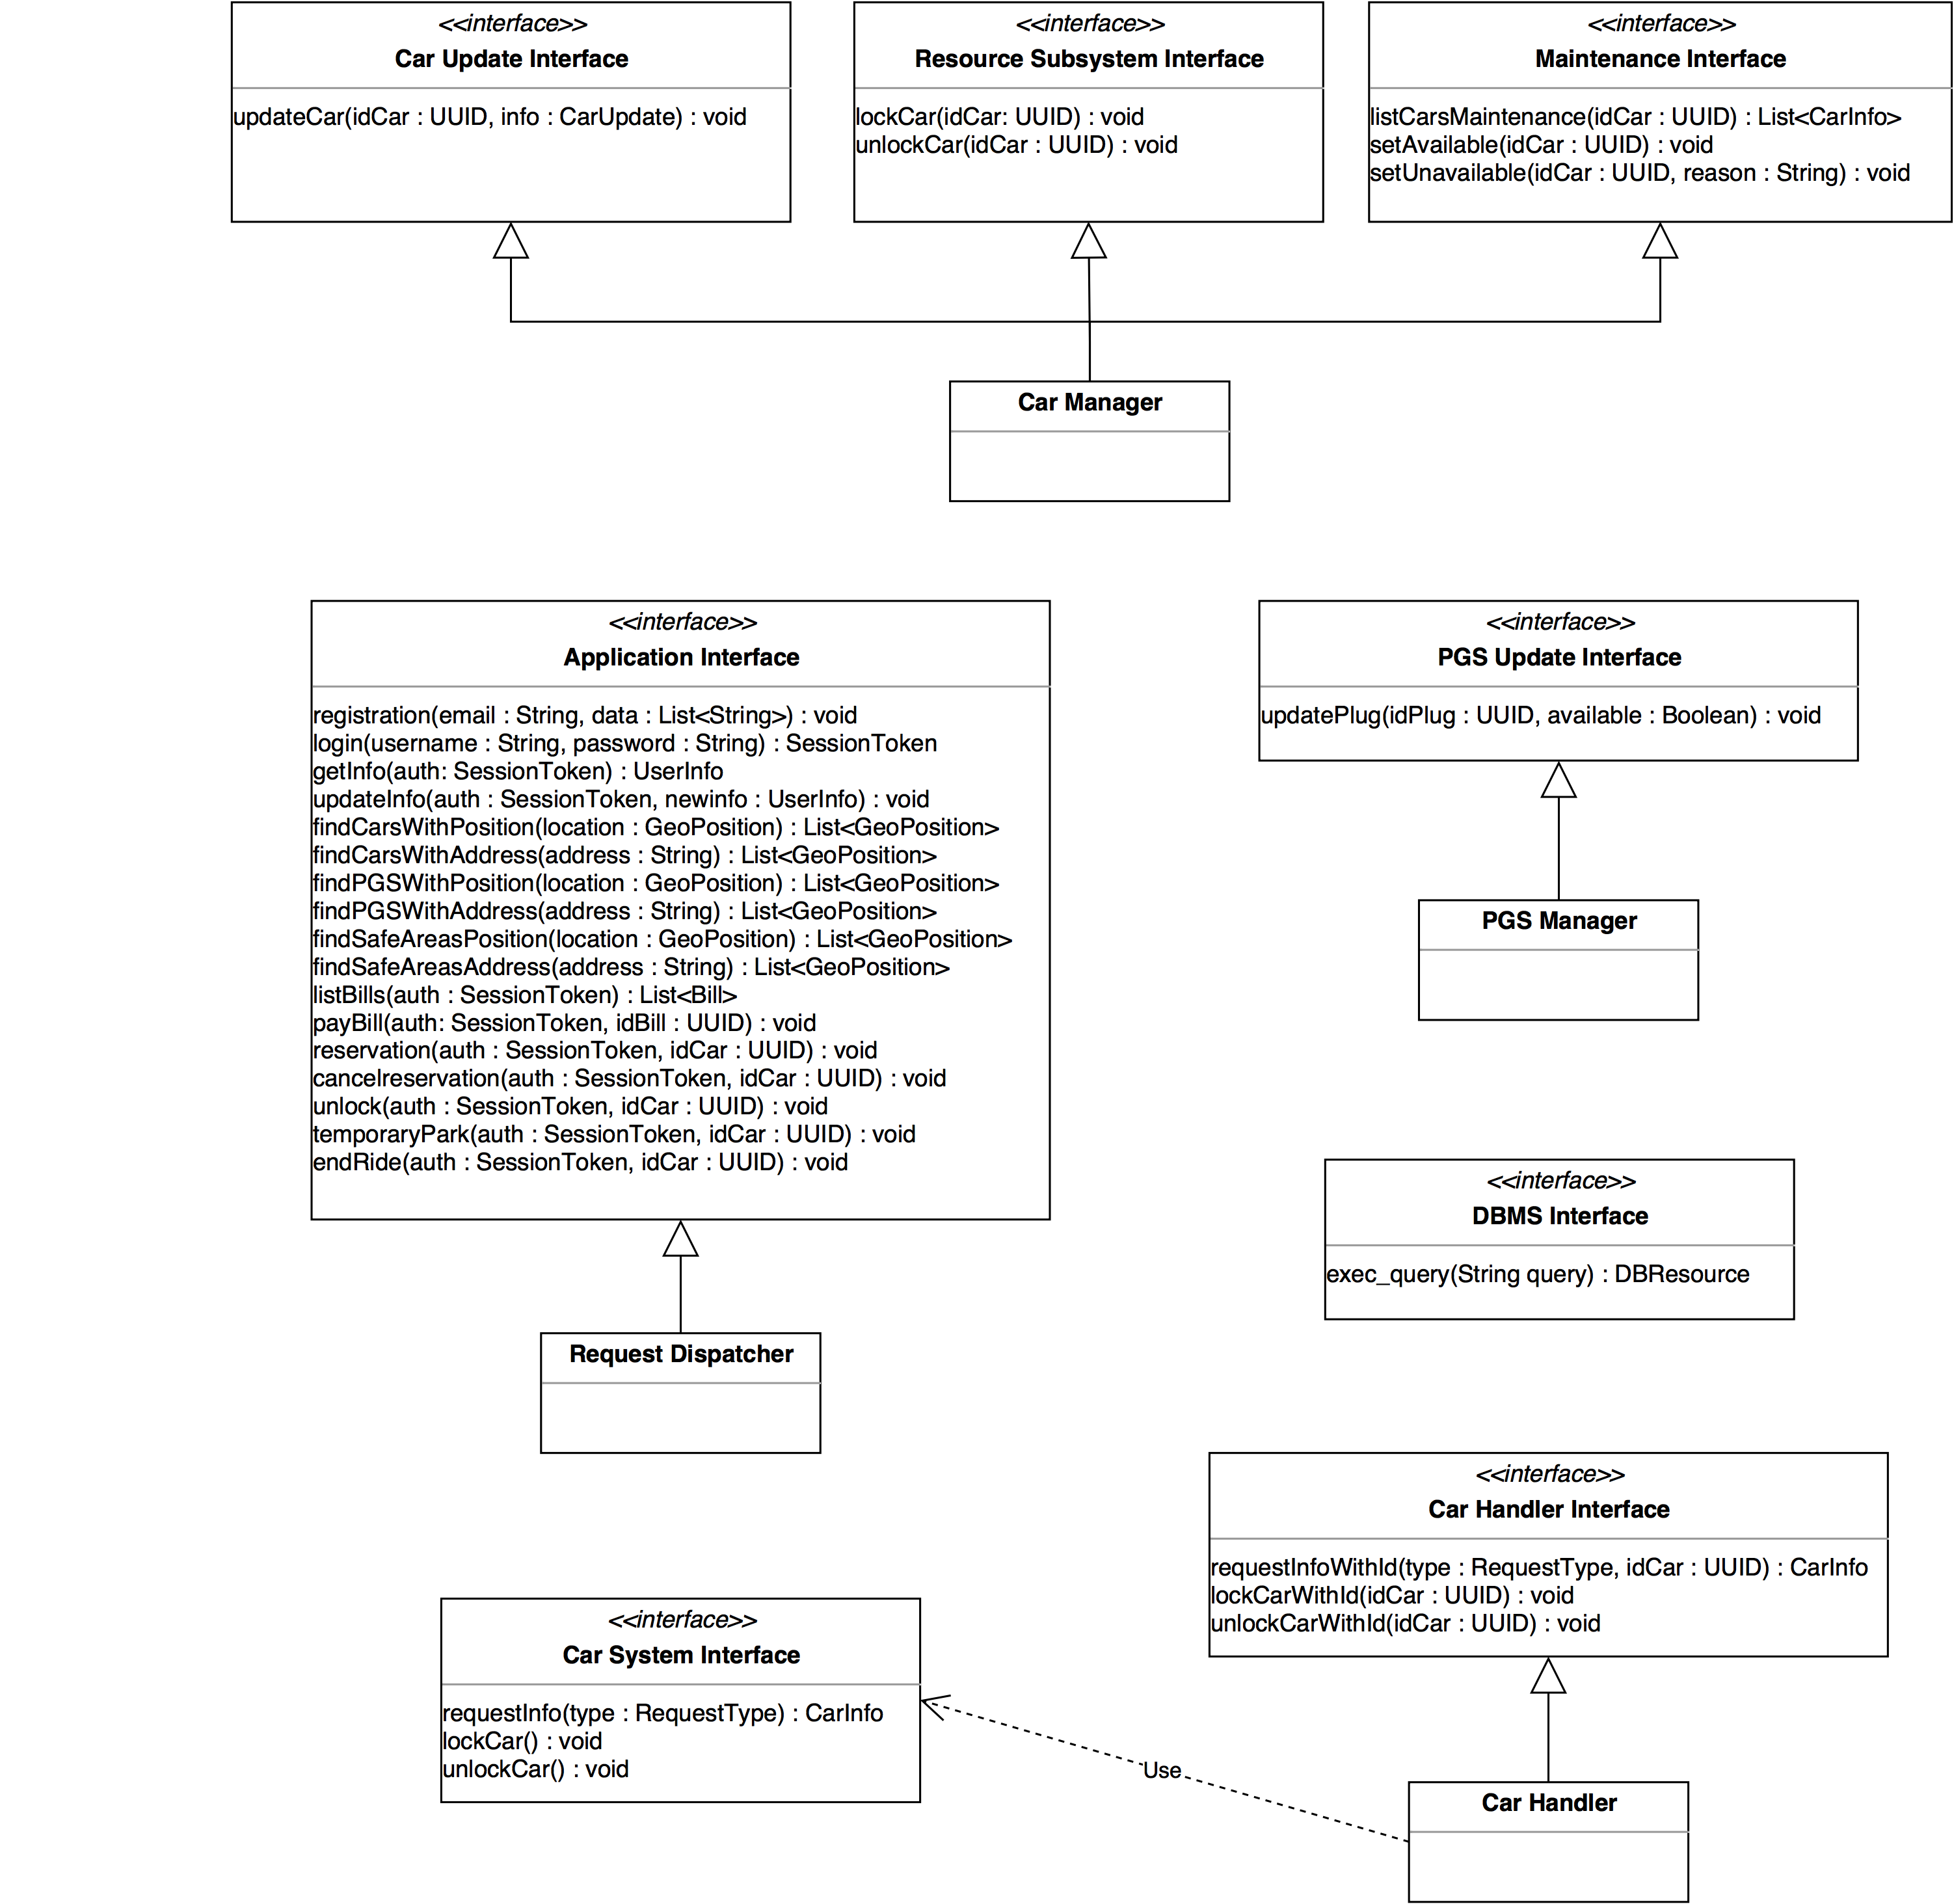 <<interface>>
Car Update Interface
updateCar(idCar : UUID, info : CarUpdate) : void
<<interface>>
Resource Subsystem Interface
lockCar(idCar: UUID) : void
unlockCar(idCar : UUID) : void
<<interface>>
Maintenance Interface
listCarsMaintenance(idCar : UUID) : List<CarInfo>
setAvailable(idCar : UUID) : void
setUnavailable(idCar : UUID, reason : String) : void
Car Manager
<<interface>>
Application Interface
registration(email : String, data : List<String>) : void
login(username : String, password : String) : SessionToken
getInfo(auth: SessionToken) : UserInfo
updateInfo(auth : SessionToken, newinfo : UserInfo) : void
findCarsWithPosition(location : GeoPosition) : List<GeoPosition>
findCarsWithAddress(address : String) : List<GeoPosition>
findPGSWithPosition(location : GeoPosition) : List<GeoPosition>
findPGSWithAddress(address : String) : List<GeoPosition>
findSafeAreasPosition(location : GeoPosition) : List<GeoPosition>
findSafeAreasAddress(address : String) : List<GeoPosition>
listBills(auth : SessionToken) : List<Bill>
payBill(auth: SessionToken, idBill : UUID) : void
reservation(auth : SessionToken, idCar : UUID) : void
cancelreservation(auth : SessionToken, idCar : UUID) : void
unlock(auth : SessionToken, idCar : UUID) : void
temporaryPark(auth : SessionToken, idCar : UUID) : void
endRide(auth : SessionToken, idCar : UUID) : void
<<interface>>
PGS Update Interface
updatePlug(idPlug : UUID, available : Boolean) : void
PGS Manager
<<interface>>
DBMS Interface
exec_query(String query) : DBResource
Request Dispatcher
<<interface>>
Car Handler Interface
requestInfoWithId(type : RequestType, idCar : UUID) : CarInfo
lockCarWithId(idCar : UUID) : void
unlockCarWithId(idCar : UUID) : void
<<interface>>
Car System Interface
requestInfo(type : RequestType) : CarInfo
lockCar() : void
unlockCar() : void
Use
Car Handler